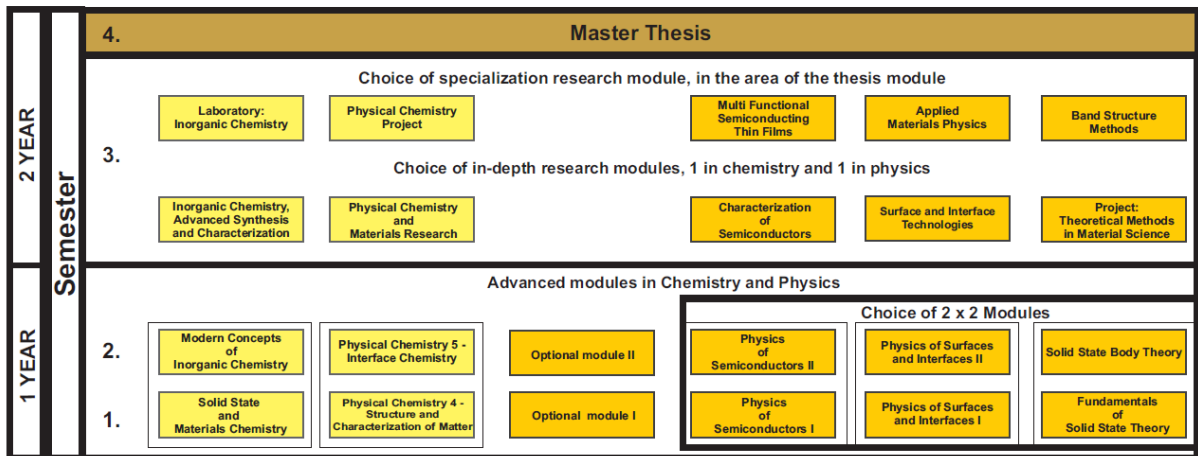 2 YEAR
1 YEAR
Semester
4.
Master Thesis
Choice of specialization research module, in the area of the thesis module
3.
Laboratory:
Inorganic Chemistry
Physical Chemistry
Project
Multi Functional
Semiconducting
Thin Films
Applied
Materials Physics
Band Structure
Methods
Choice of in-depth research modules, 1 in chemistry and 1 in physics
Inorganic Chemistry,
Advanced Synthesis
and Characterization
Physical Chemistry
and
Materials Research
Characterization
of
Semiconductors
Surface and Interface
Technologies
Project:
Theoretical Methods
in Material Science
Advanced modules in Chemistry and Physics
Choice of 2 x 2 Modules
2.
Modern Concepts
of
Inorganic Chemistry
Physical Chemistry 5 -
Interface Chemistry
Optional module II
Physics
of
Semiconductors II
Physics of Surfaces
and Interfaces II
Solid State Body Theory
1.
Solid State
and
Materials Chemistry
Physical Chemistry 4 -
Structure and
Characterization of Matter
Optional module I
Physics
of
Semiconductors I
Physics of Surfaces
and Interfaces I
Fundamentals
of
Solid State Theory